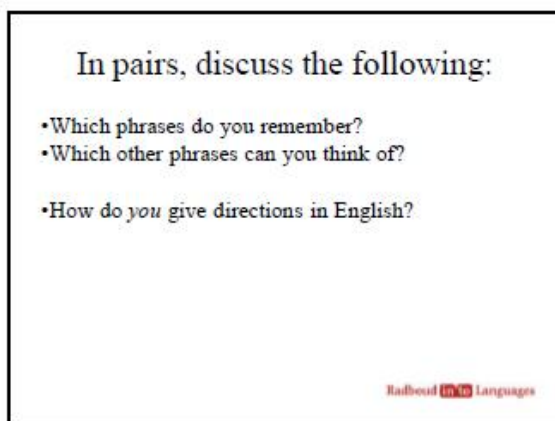 In pairs, discuss the following:
•Which phrases do you remember?
•Which other phrases can you think of?
•How do you give directions in English?
Radboud in'to Languages